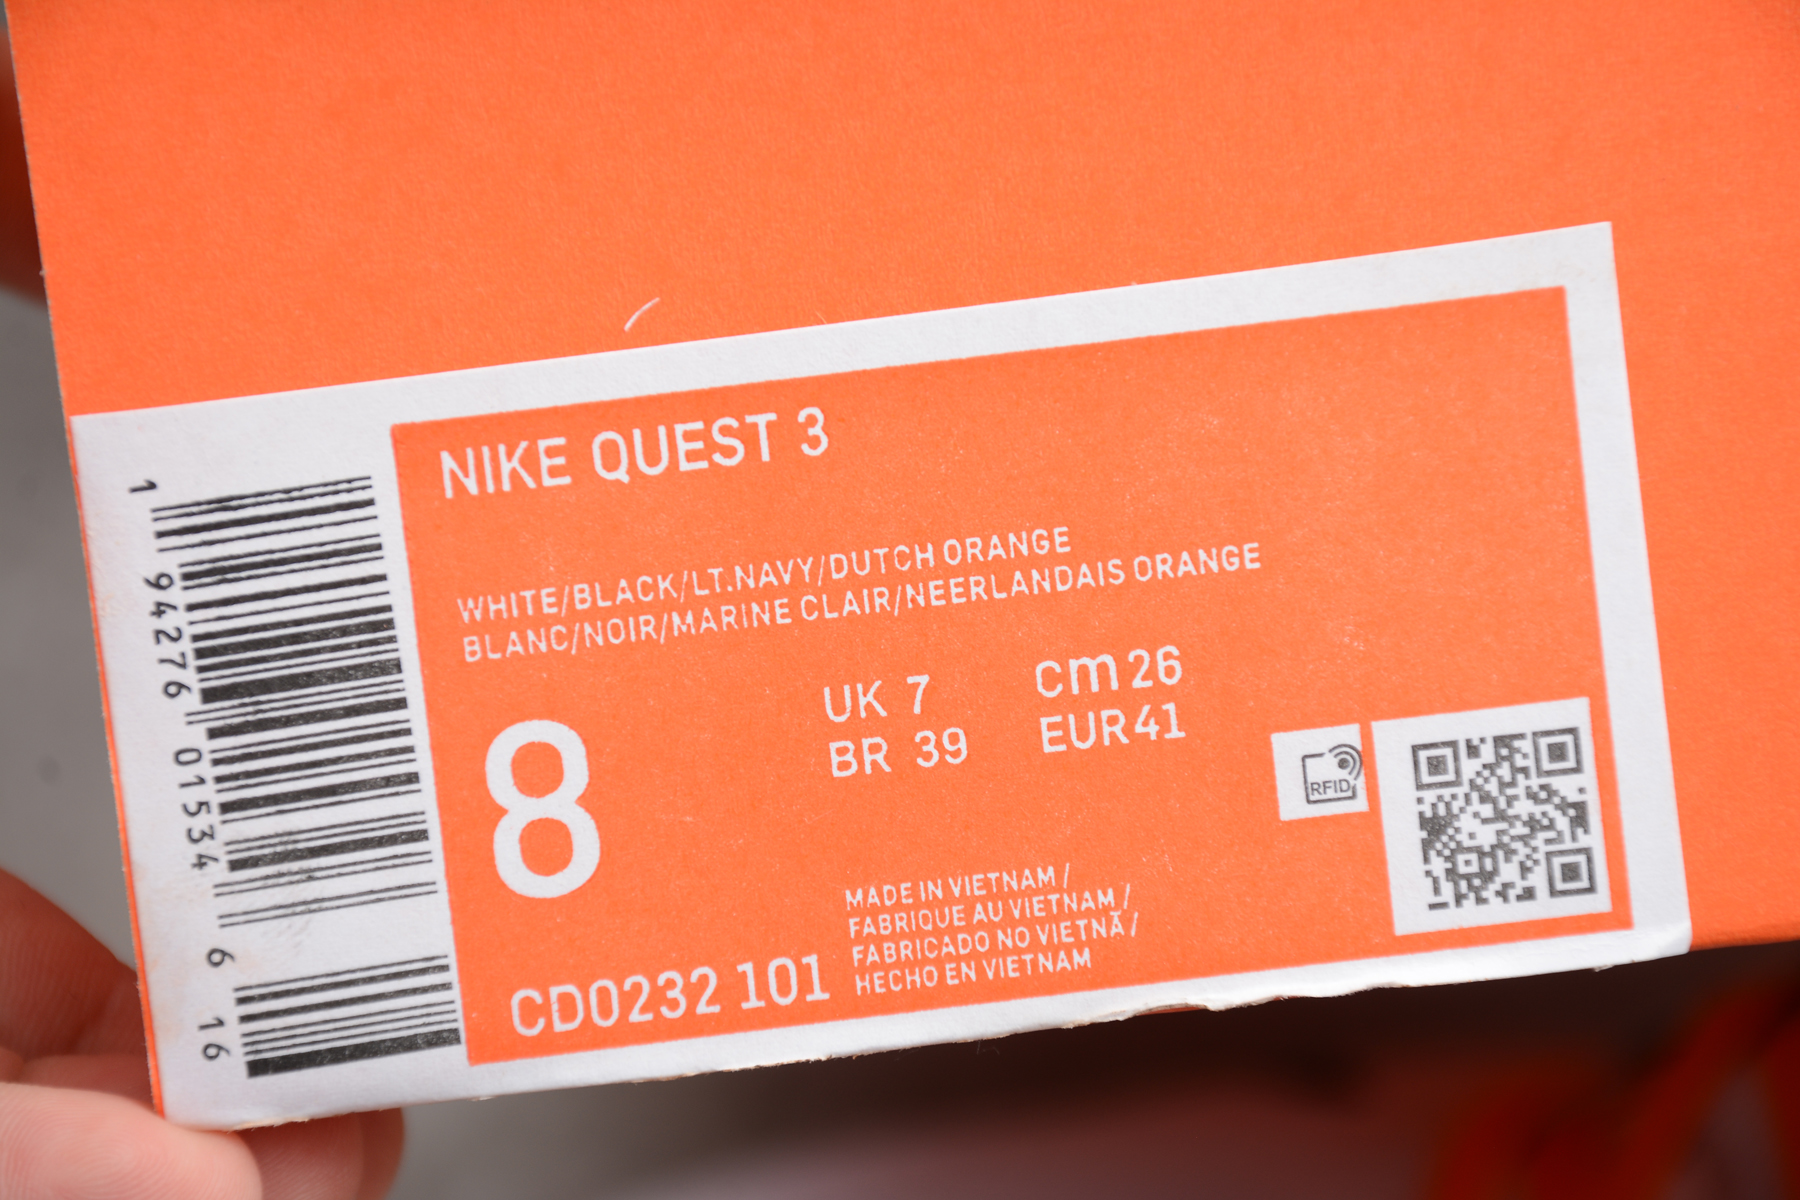 NIKE QUEST 3
WHITE/BLACK/LT.NAVY/DUTCH ORANGE
BLANC/NOIR/MARINE CLAIR/NEERLANDAIS ORANGE
8
UK 7 cm 26
BR 39 EUR 41
RFID
MADE IN VIETNAM /
FABRIQUE AU VIETNAM /
FABRICADO NO VIETNÃ /
HECHO EN VIETNAM
CD0232 101
1 94276 01534 6 16